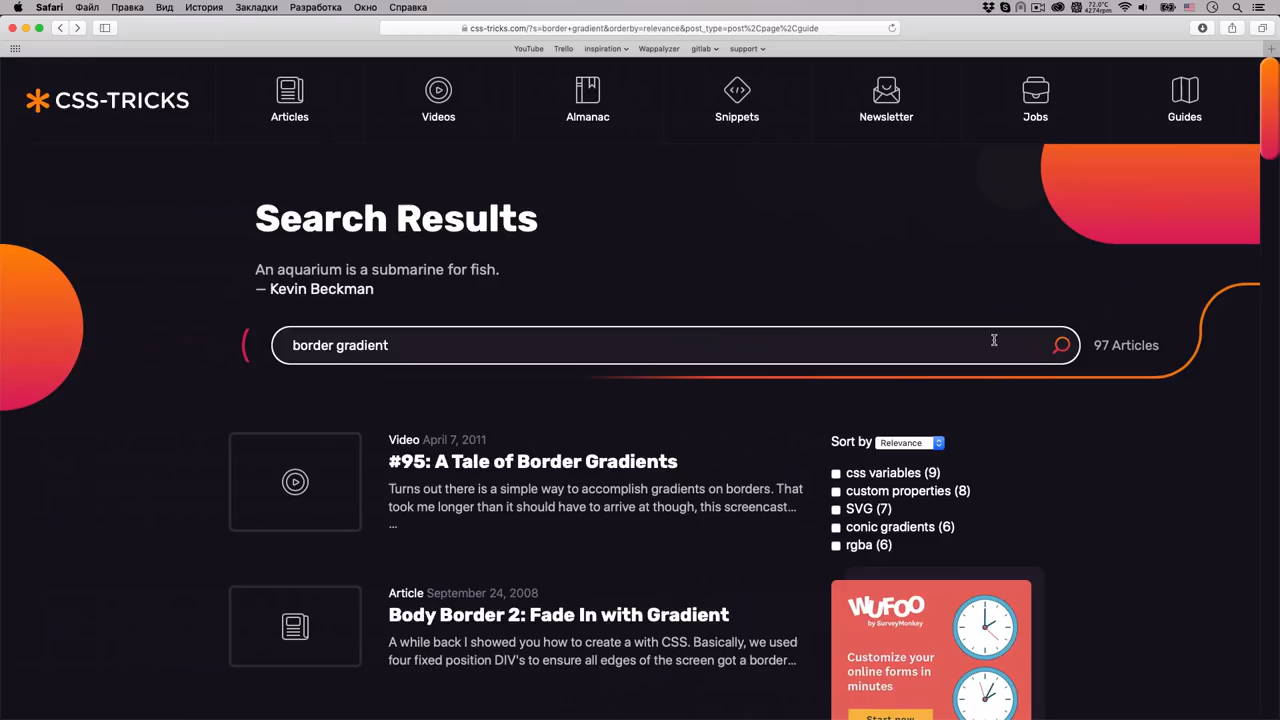 Safari Файл Правка Вид История Закладки Разработка Окно Справка
72.0°C
4274rpm
css-tricks.com/?s=border+gradient&orderby=relevance&post_type=post%2Cpage%2Cguide
YouTube Trello inspiration Wappalyzer gitlab support
CSS-TRICKS
Articles Videos Almanac Snippets Newsletter Jobs Guides
Search Results
An aquarium is a submarine for fish.
— Kevin Beckman
border gradient
97 Articles
Video April 7, 2011
#95: A Tale of Border Gradients
Turns out there is a simple way to accomplish gradients on borders. That
took me longer than it should have to arrive at though, this screencast...
...
Article September 24, 2008
Body Border 2: Fade In with Gradient
A while back I showed you how to create a with CSS. Basically, we used
four fixed position DIV's to ensure all edges of the screen got a border...
Sort by Relevance
css variables (9)
custom properties (8)
SVG (7)
conic gradients (6)
rgba (6)
WUFOO
by SurveyMonkey
Customize your
online forms in
minutes
Start now